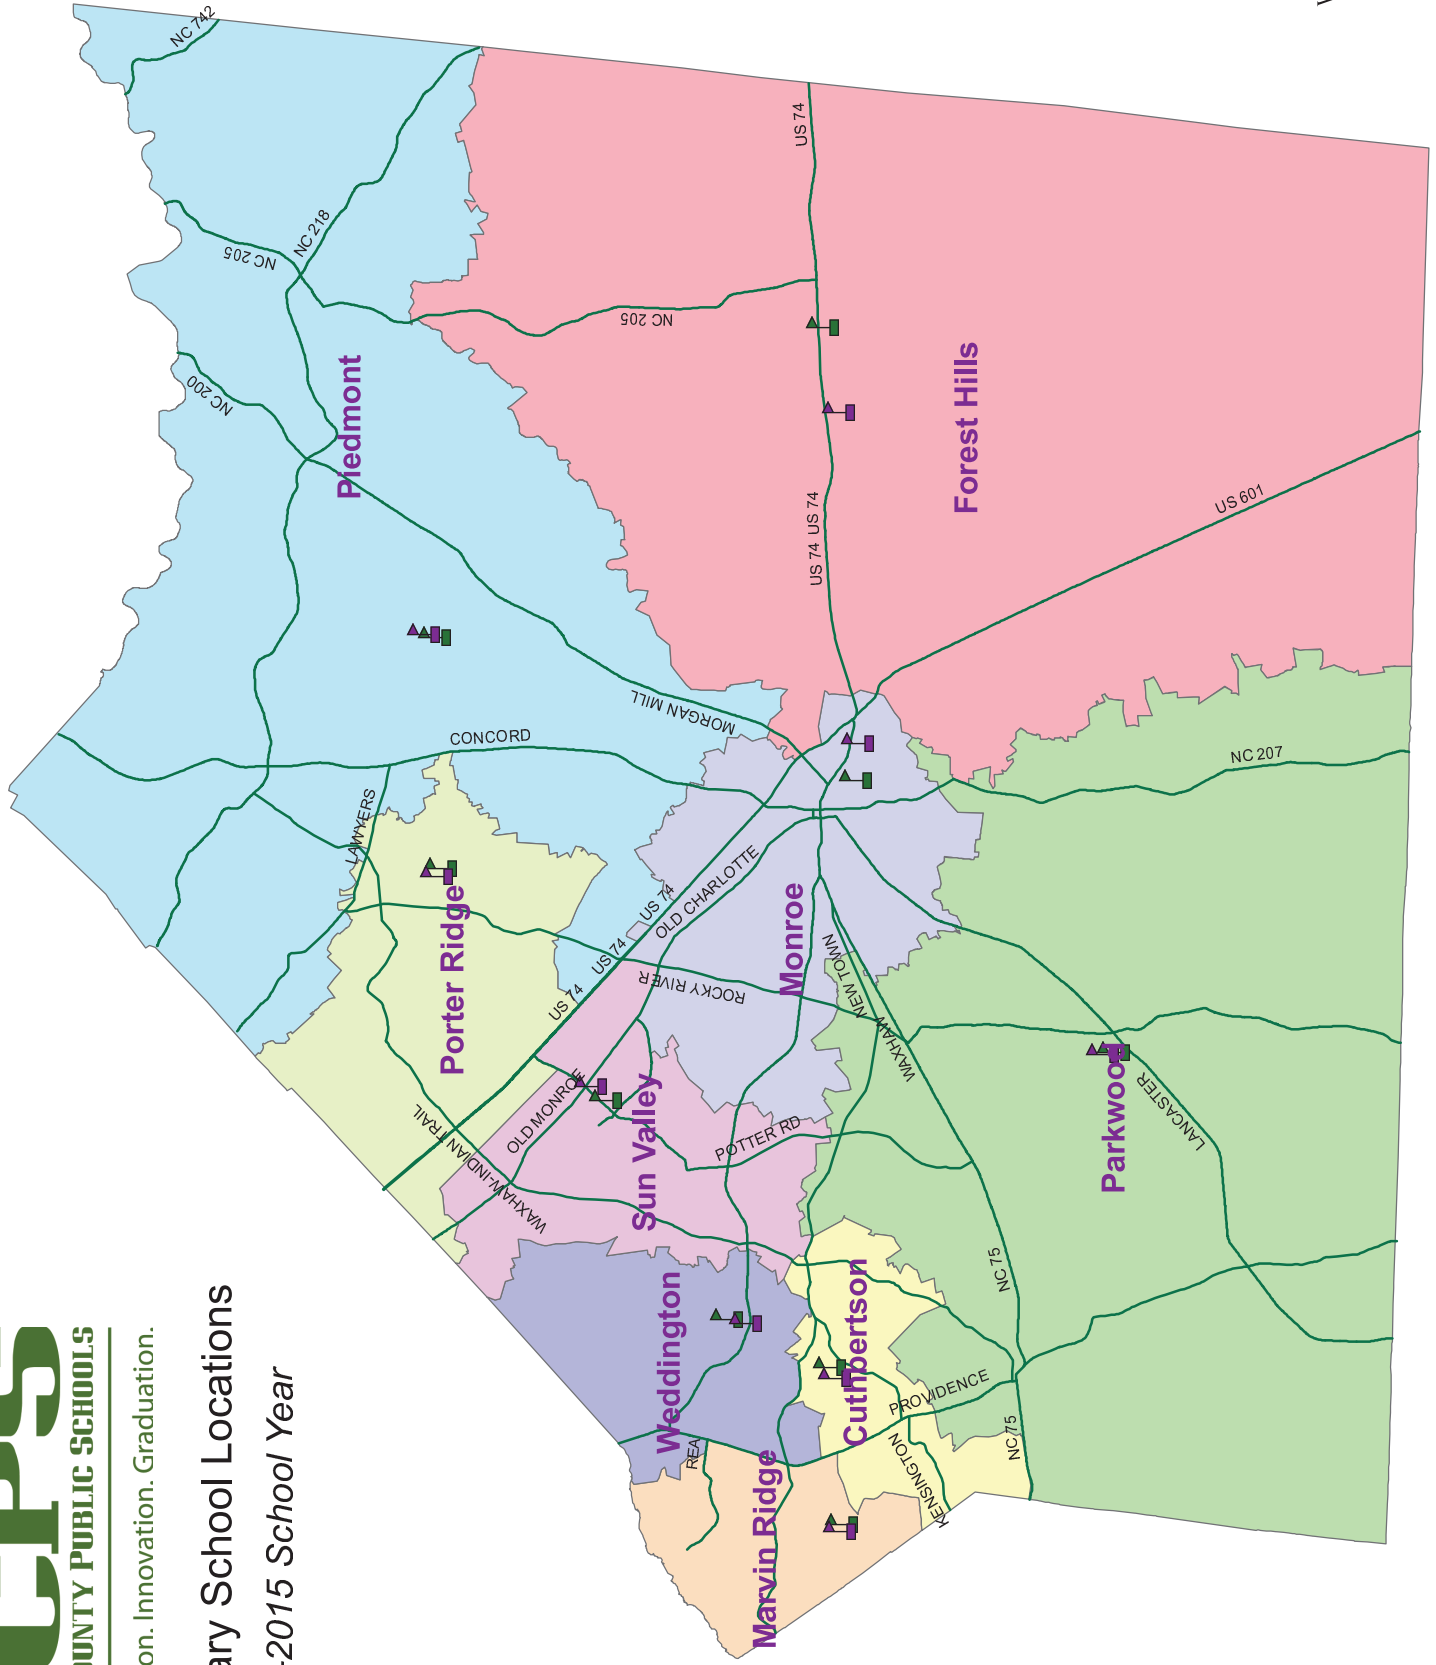 CPS
OUNTY PUBLIC SCHOOLS
on. Innovation. Graduation.
ary School Locations
-2015 School Year
NC 742
NC 218
NC 205
NC 200
Piedmont
US 74
NC 205
Forest Hills
US 74
US 74
US 601
MORGAN MILL
CONCORD
LAWYERS
NC 207
Porter Ridge
US 74
OLD CHARLOTTE
US 74
US 74
ROCKY RIVER
Monroe
NEW TOWN
WAXHAW
OLD MONROE
WAXHAW-INDIAN TRAIL
Sun Valley
POTTER RD
Parkwood
LANCASTER
NC 75
Weddington
Cuthbertson
PROVIDENCE
NC 75
KENSINGTON
REA
Marvin Ridge